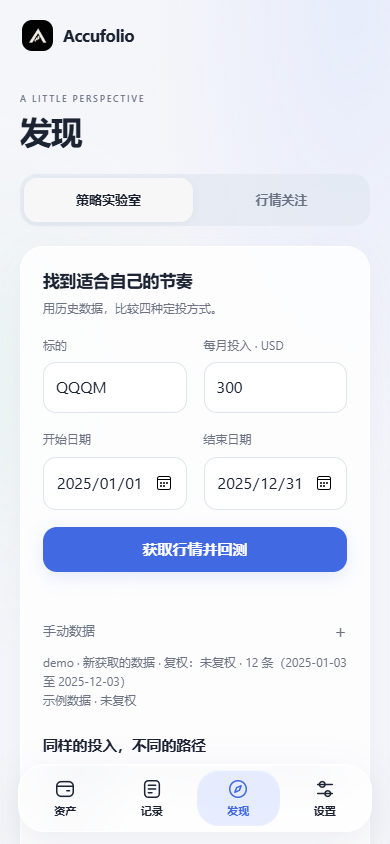 Accufolio
A LITTLE PERSPECTIVE
发现
策略实验室
行情关注
找到适合自己的节奏
用历史数据，比较四种定投方式。
标的
每月投入 · USD
QQQM
300
开始日期
结束日期
2025/01/01
2025/12/31
获取行情并回测
手动数据
+
demo · 新获取的数据 · 复权：未复权 · 12 条（2025-01-03
至 2025-12-03）
示例数据 · 未复权
同样的投入，不同的路径
资产
记录
发现
设置